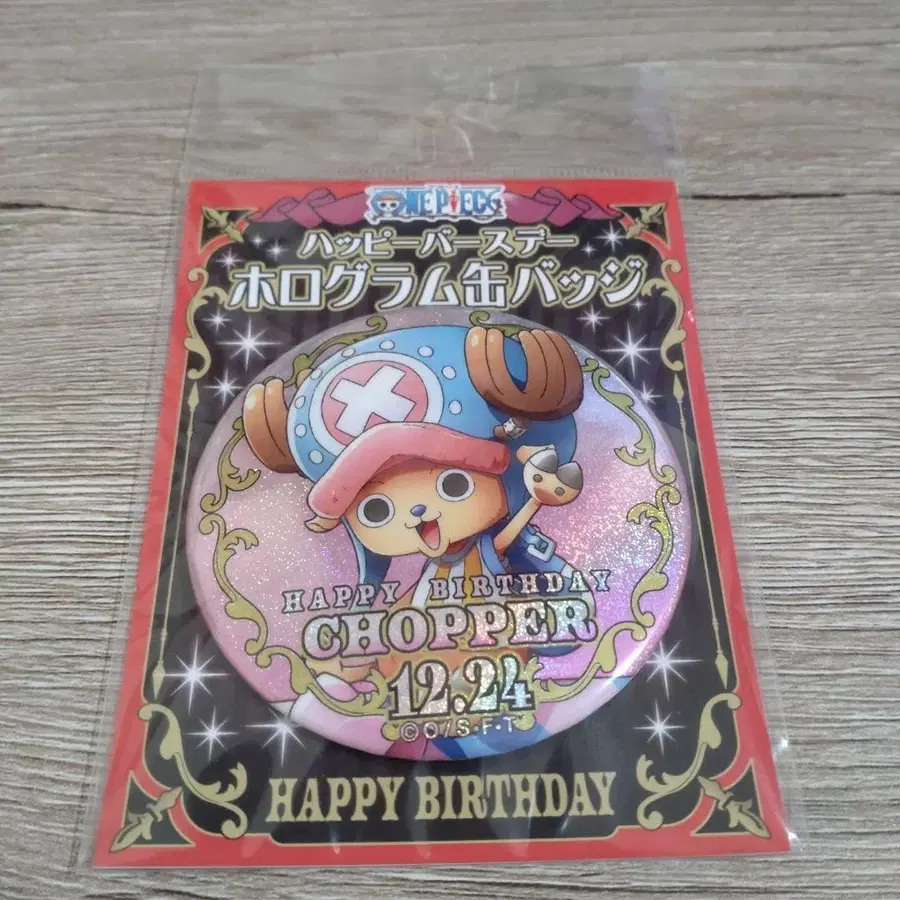 ONE PIECE
ハッピーバースデー
ホログラム缶バッジ
HAPPY BIRTHDAY
CHOPPER
12.24
©O/S・F・T
HAPPY BIRTHDAY